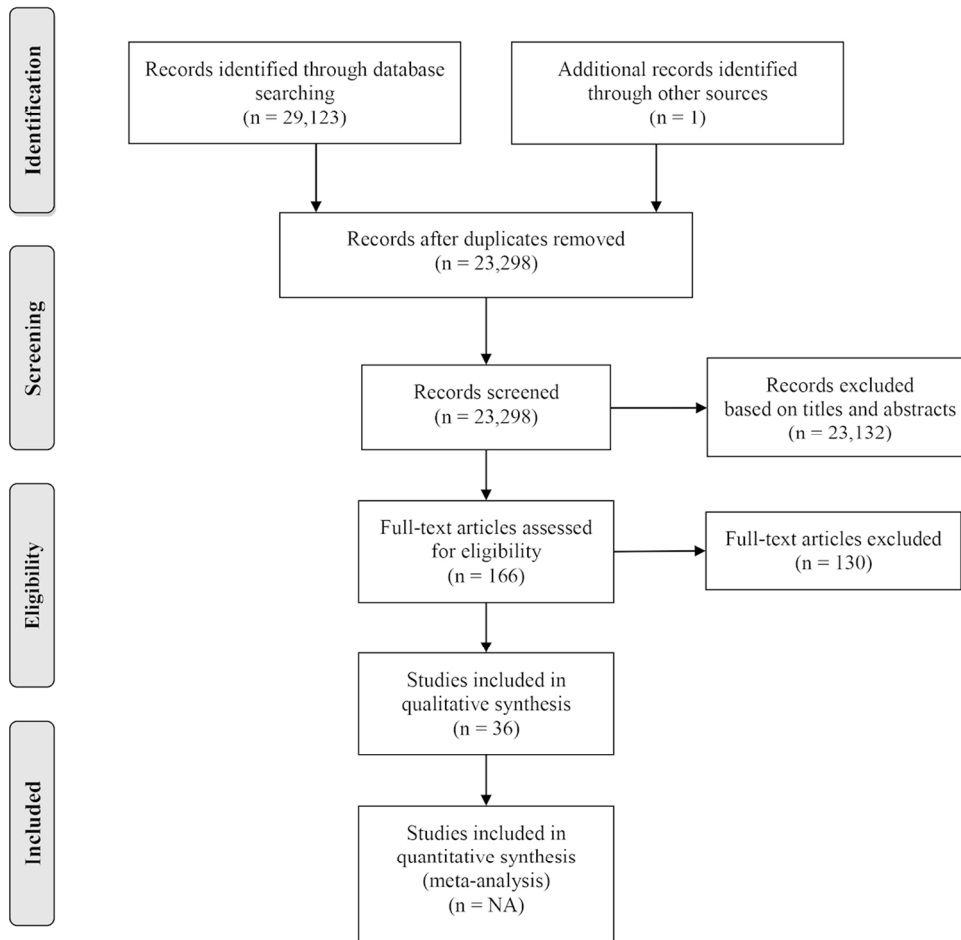 Identification
Records identified through database
searching
(n = 29,123)
Additional records identified
through other sources
(n = 1)
Records after duplicates removed
(n = 23,298)
Screening
Records screened
(n = 23,298)
Records excluded
based on titles and abstracts
(n = 23,132)
Eligibility
Full-text articles assessed
for eligibility
(n = 166)
Full-text articles excluded
(n = 130)
Studies included in
qualitative synthesis
(n = 36)
Included
Studies included in
quantitative synthesis
(meta-analysis)
(n = NA)